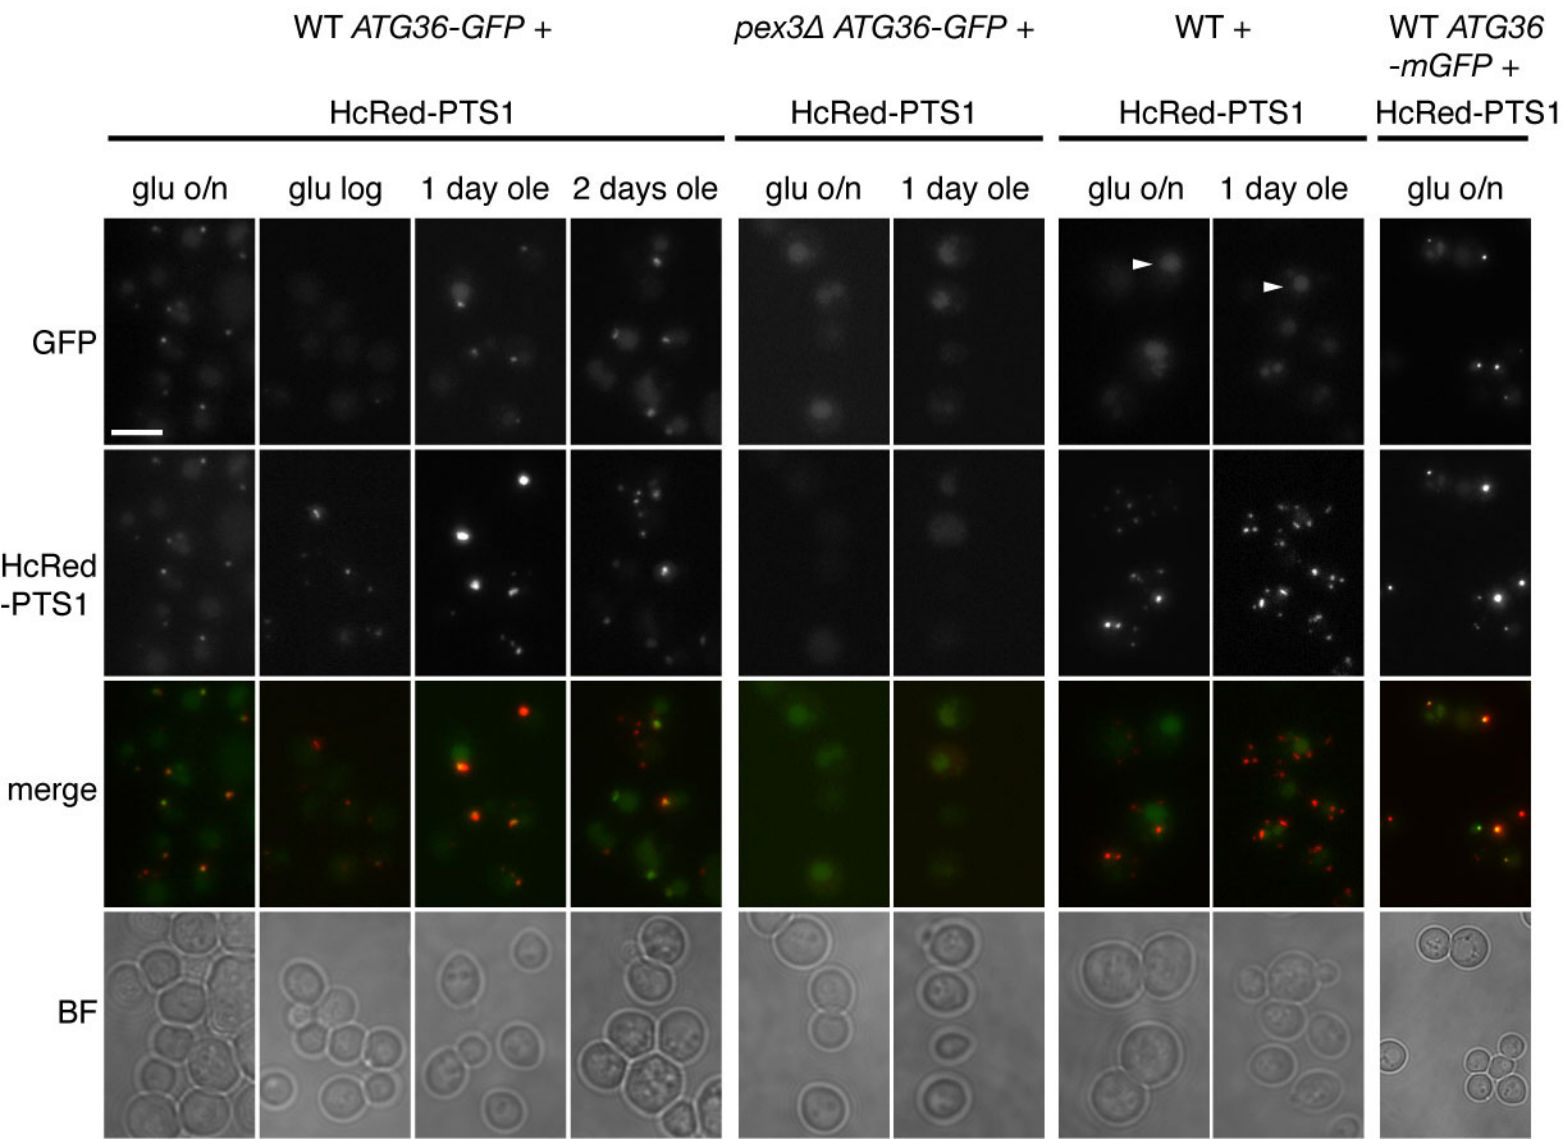 WT ATG36-GFP + pex3Δ ATG36-GFP + WT + WT ATG36
-mGFP +
HcRed-PTS1 HcRed-PTS1 HcRed-PTS1 HcRed-PTS1
glu o/n glu log 1 day ole 2 days ole glu o/n 1 day ole glu o/n 1 day ole glu o/n
GFP
HcRed
-PTS1
merge
BF